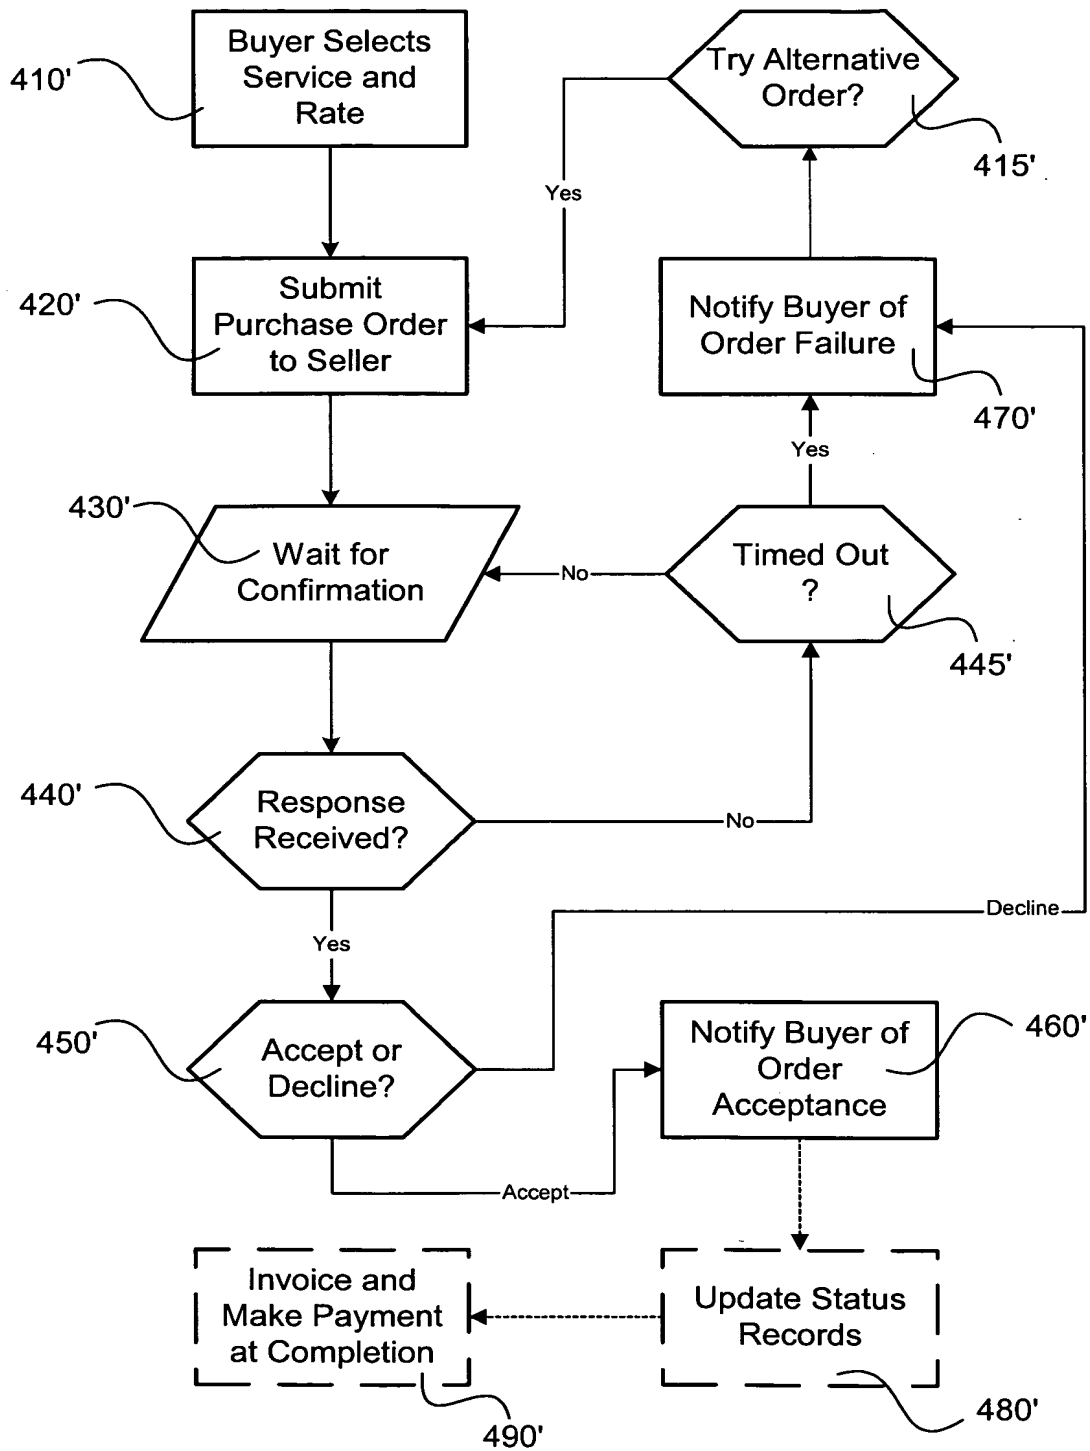 Buyer Selects
Service and
Rate
410'
Try Alternative
Order?
415'
Yes
Submit
Purchase Order
to Seller
420'
Notify Buyer of
Order Failure
470'
Yes
430'
Wait for
Confirmation
No
Timed Out
?
445'
440'
Response
Received?
No
Decline
Yes
450'
Accept or
Decline?
Notify Buyer of
Order
Acceptance
460'
Accept
Invoice and
Make Payment
at Completion
490'
Update Status
Records
480'